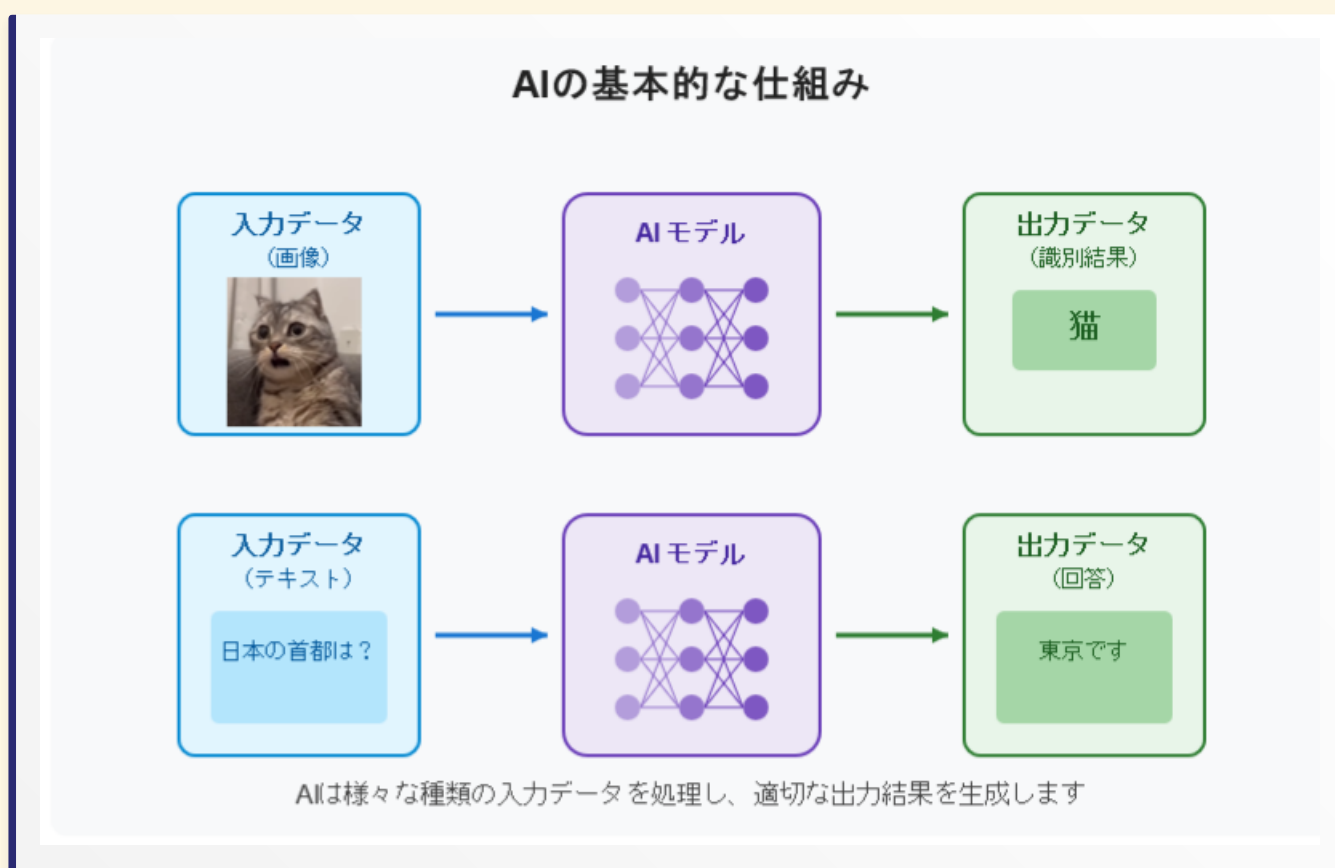 AIの基本的な仕組み
入力データ
（画像）
AI モデル
出力データ
（識別結果）
猫
入力データ
（テキスト）
日本の首都は？
AI モデル
出力データ
（回答）
東京です
AIは様々な種類の入力データを処理し、適切な出力結果を生成します